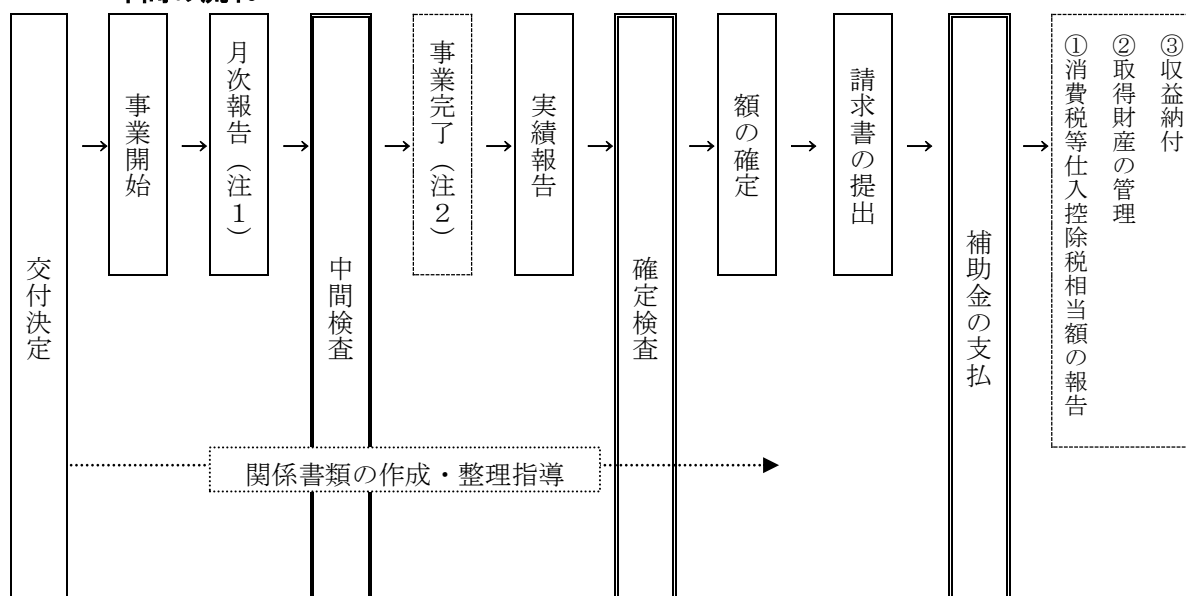 交付決定
→
事業開始
→
月次報告（注１）
→
中間検査
→
事業完了（注２）
→
実績報告
→
確定検査
→
額の確定
→
請求書の提出
→
補助金の支払
→
①消費税等仕入控除税相当額の報告
②取得財産の管理
③収益納付
関係書類の作成・整理指導